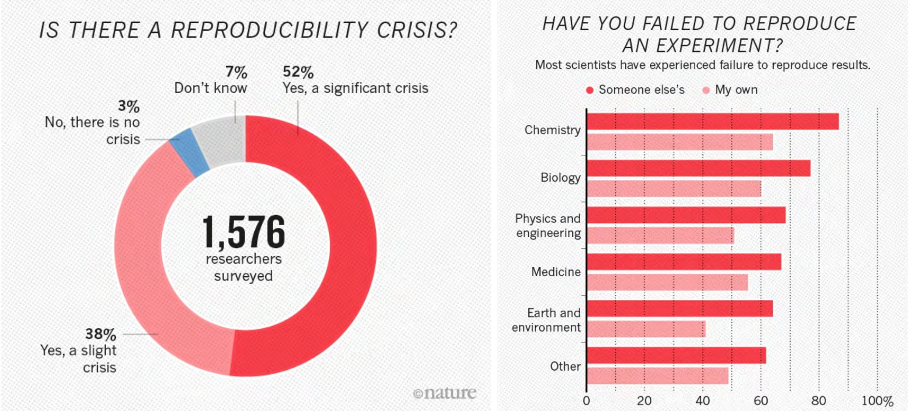 IS THERE A REPRODUCIBILITY CRISIS?
7%
Don't know
52%
Yes, a significant crisis
3%
No, there is no
crisis
1,576
researchers
surveyed
38%
Yes, a slight
crisis
©nature
HAVE YOU FAILED TO REPRODUCE
AN EXPERIMENT?
Most scientists have experienced failure to reproduce results.
Someone else's My own
Chemistry
Biology
Physics and
engineering
Medicine
Earth and
environment
Other
0 20 40 60 80 100%